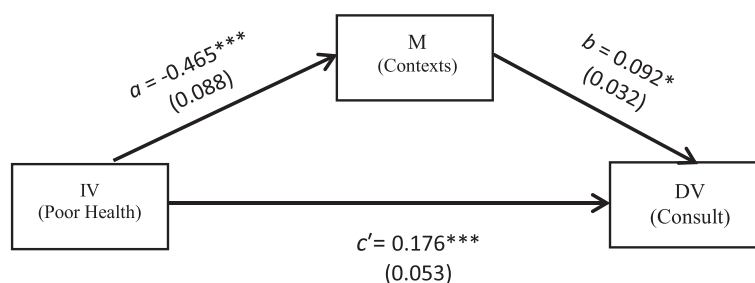 M
(Contexts)
a = -0.465***
(0.088)
b = 0.092*
(0.032)
IV
(Poor Health)
DV
(Consult)
c′= 0.176***
(0.053)